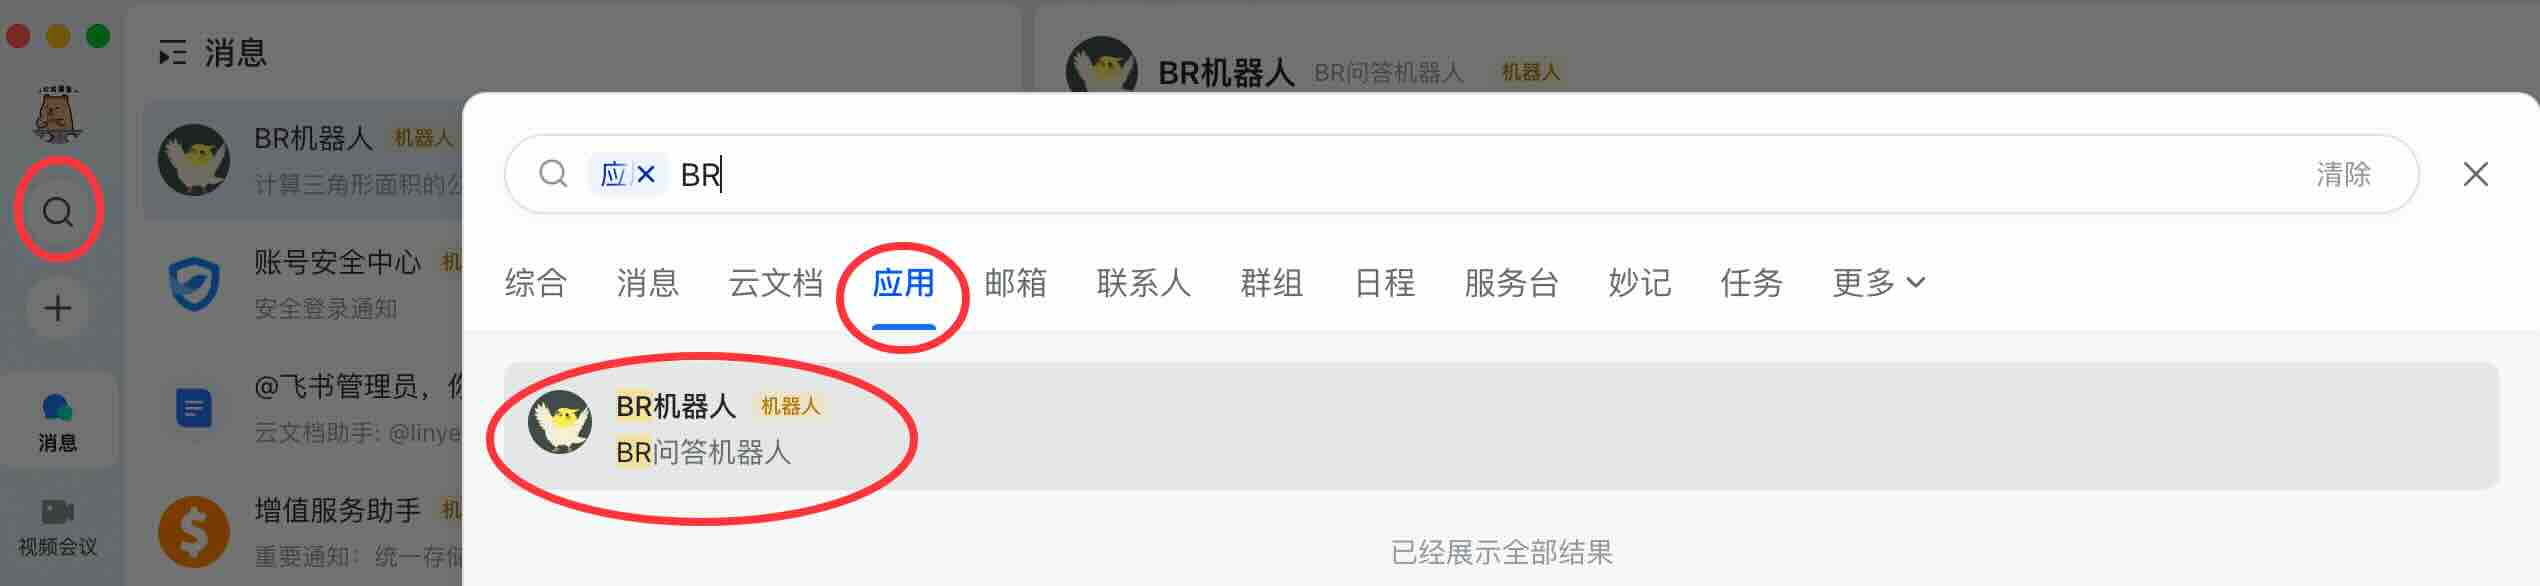 消息
BR机器人 机器人
计算三角形面积的
账号安全中心
安全登录通知
@飞书管理员，
云文档助手: @linye
增值服务助手
重要通知：统一存储
消息
视频会议
BR机器人 BR问答机器人 机器人
应 BR 清除
综合 消息 云文档 应用 邮箱 联系人 群组 日程 服务台 妙记 任务 更多
BR机器人 机器人
BR问答机器人
已经展示全部结果